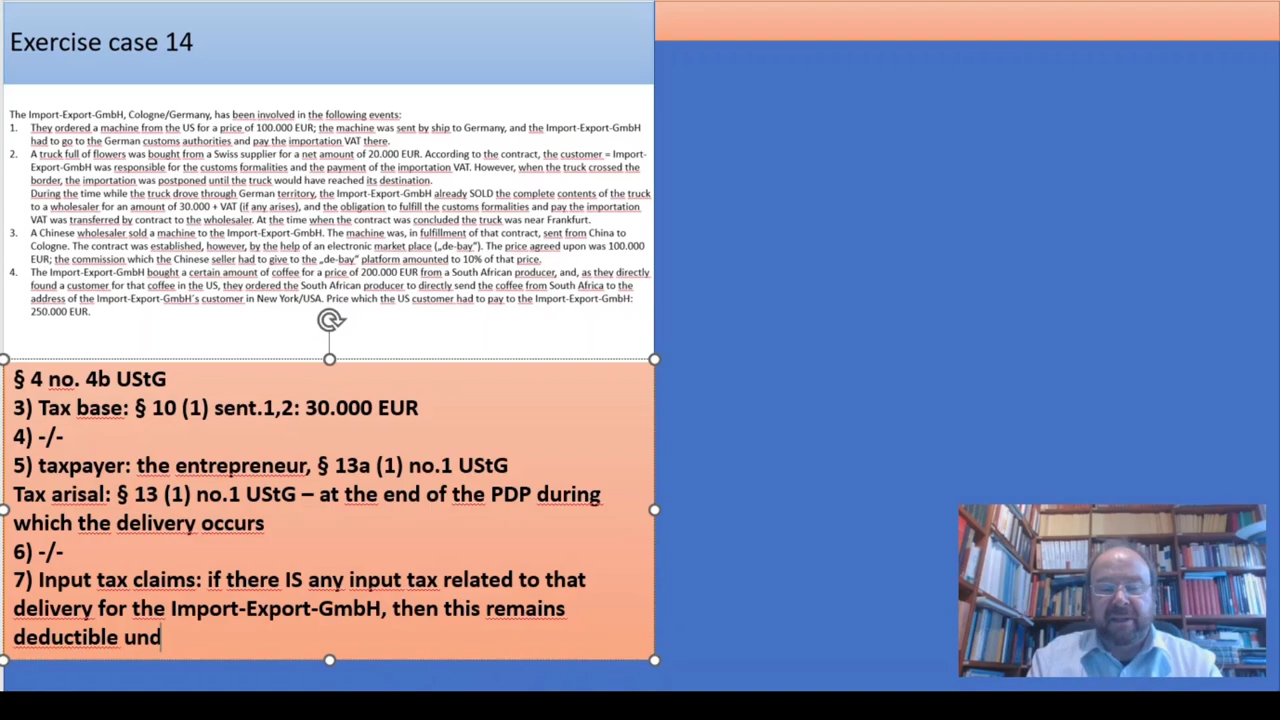 Exercise case 14
The Import-Export-GmbH, Cologne/Germany, has been involved in the following events:
1. They ordered a machine from the US for a price of 100.000 EUR; the machine was sent by ship to Germany, and the Import-Export-GmbH
had to go to the German customs authorities and pay the importation VAT there.
2. A truck full of flowers was bought from a Swiss supplier for a net amount of 20.000 EUR. According to the contract, the customer = Import-
Export-GmbH was responsible for the customs formalities and the payment of the importation VAT. However, when the truck crossed the
border, the importation was postponed until the truck would have reached its destination.
During the time while the truck drove through German territory, the Import-Export-GmbH already SOLD the complete contents of the truck
to a wholesaler for an amount of 30.000 + VAT (if any arises), and the obligation to fulfill the customs formalities and pay the importation
VAT was transferred by contract to the wholesaler. At the time when the contract was concluded the truck was near Frankfurt.
3. A Chinese wholesaler sold a machine to the Import-Export-GmbH. The machine was, in fulfillment of that contract, sent from China to
Cologne. The contract was established, however, by the help of an electronic market place („de-bay“). The price agreed upon was 100.000
EUR; the commission which the Chinese seller had to give to the „de-bay“ platform amounted to 10% of that price.
4. The Import-Export-GmbH bought a certain amount of coffee for a price of 200.000 EUR from a South African producer, and, as they directly
found a customer for that coffee in the US, they ordered the South African producer to directly send the coffee from South Africa to the
address of the Import-Export-GmbH´s customer in New York/USA. Price which the US customer had to pay to the Import-Export-GmbH:
250.000 EUR.
§ 4 no. 4b UStG
3) Tax base: § 10 (1) sent.1,2: 30.000 EUR
4) -/-
5) taxpayer: the entrepreneur, § 13a (1) no.1 UStG
Tax arisal: § 13 (1) no.1 UStG – at the end of the PDP during
which the delivery occurs
6) -/-
7) Input tax claims: if there IS any input tax related to that
delivery for the Import-Export-GmbH, then this remains
deductible und